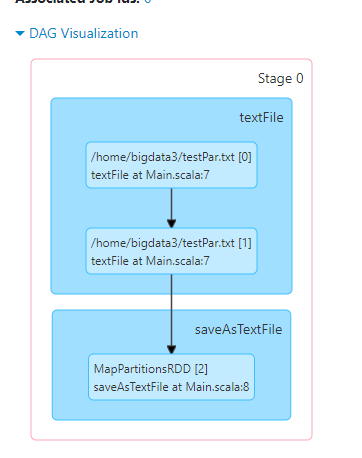 Associated Job Ids: 0
DAG Visualization
Stage 0
textFile
/home/bigdata3/testPar.txt [0]
textFile at Main.scala:7
/home/bigdata3/testPar.txt [1]
textFile at Main.scala:7
saveAsTextFile
MapPartitionsRDD [2]
saveAsTextFile at Main.scala:8